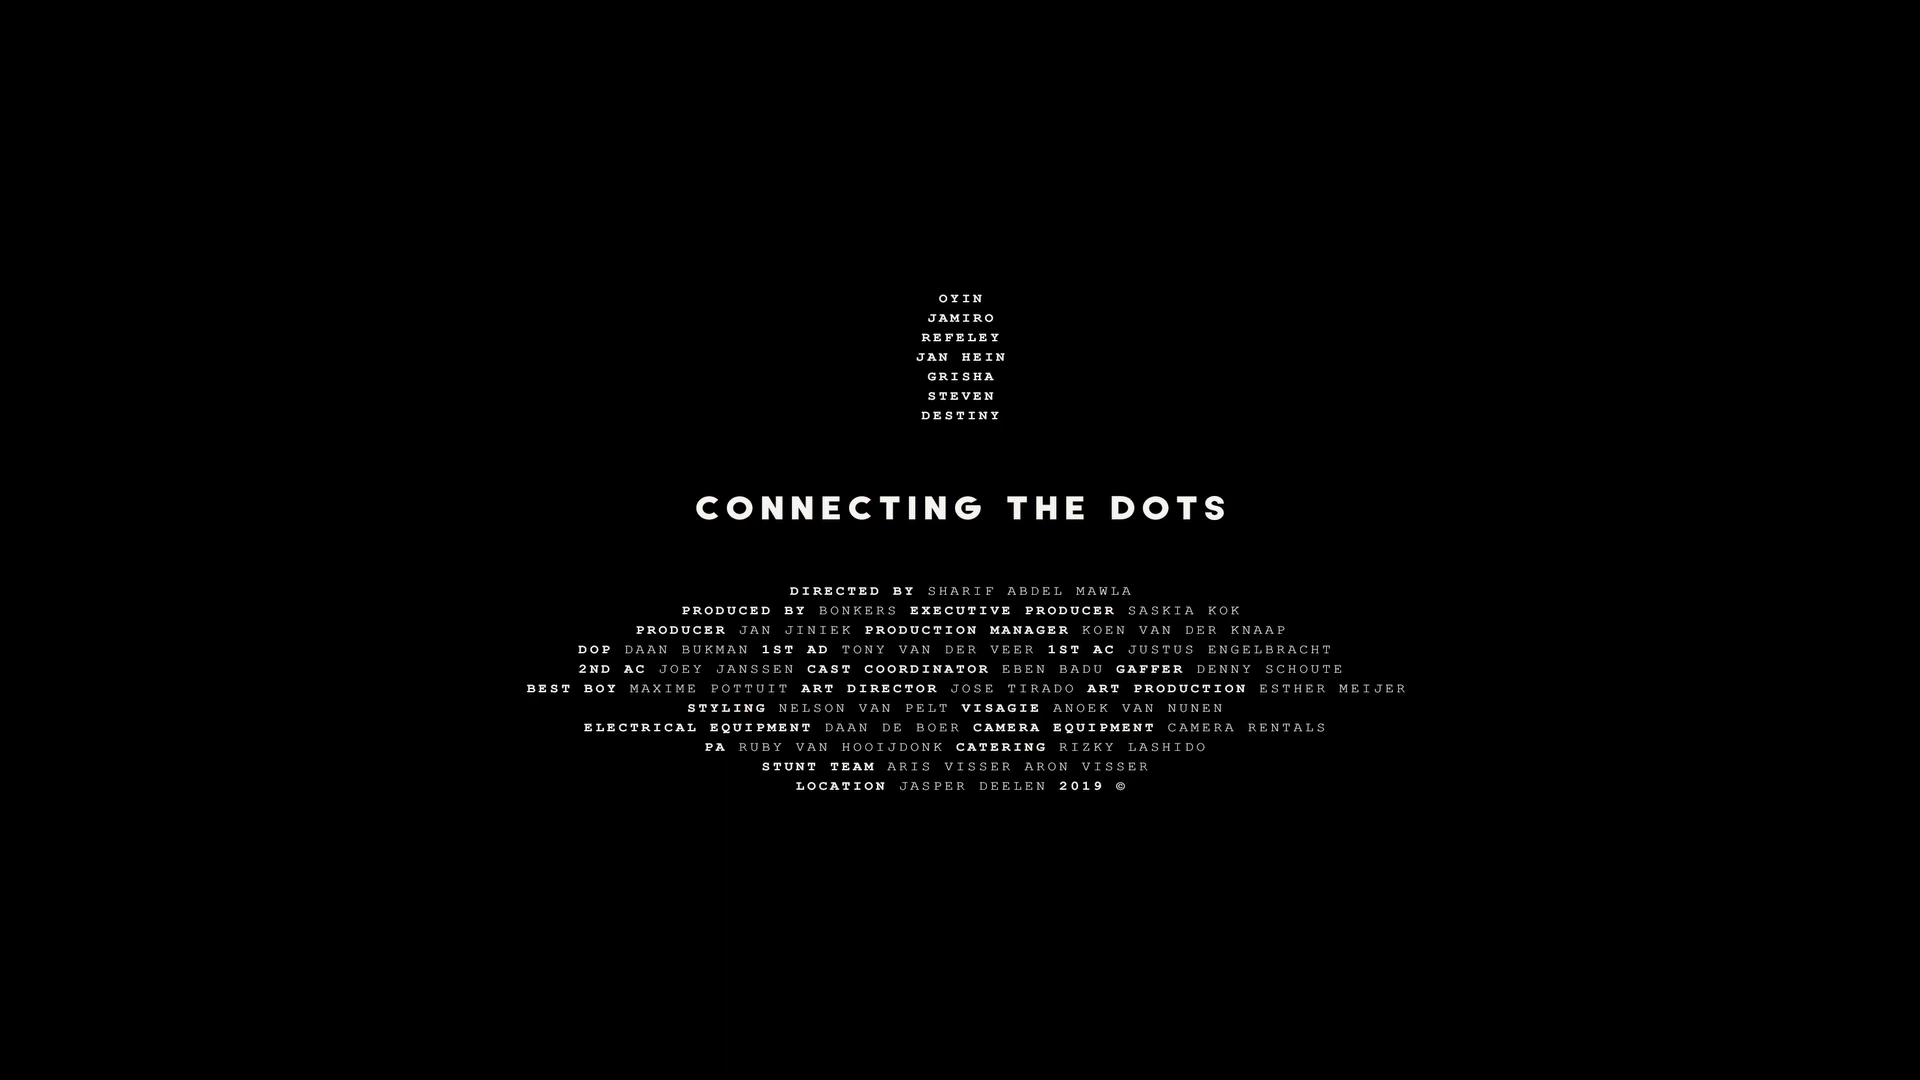 OYIN
JAMIRO
REFELEY
JAN HEIN
GRISHA
STEVEN
DESTINY
CONNECTING THE DOTS
DIRECTED BY SHARIF ABDEL MAWLA
PRODUCED BY BONKERS EXECUTIVE PRODUCER SASKIA KOK
PRODUCER JAN JINIEK PRODUCTION MANAGER KOEN VAN DER KNAAP
DOP DAAN BUKMAN 1ST AD TONY VAN DER VEER 1ST AC JUSTUS ENGELBRACHT
2ND AC JOEY JANSSEN CAST COORDINATOR EBEN BADU GAFFER DENNY SCHOUTE
BEST BOY MAXIME POTTUIT ART DIRECTOR JOSE TIRADO ART PRODUCTION ESTHER MEIJER
STYLING NELSON VAN PELT VISAGIE ANOEK VAN NUNEN
ELECTRICAL EQUIPMENT DAAN DE BOER CAMERA EQUIPMENT CAMERA RENTALS
PA RUBY VAN HOOIJDONK CATERING RIZKY LASHIDO
STUNT TEAM ARIS VISSER ARON VISSER
LOCATION JASPER DEELEN 2019 ©